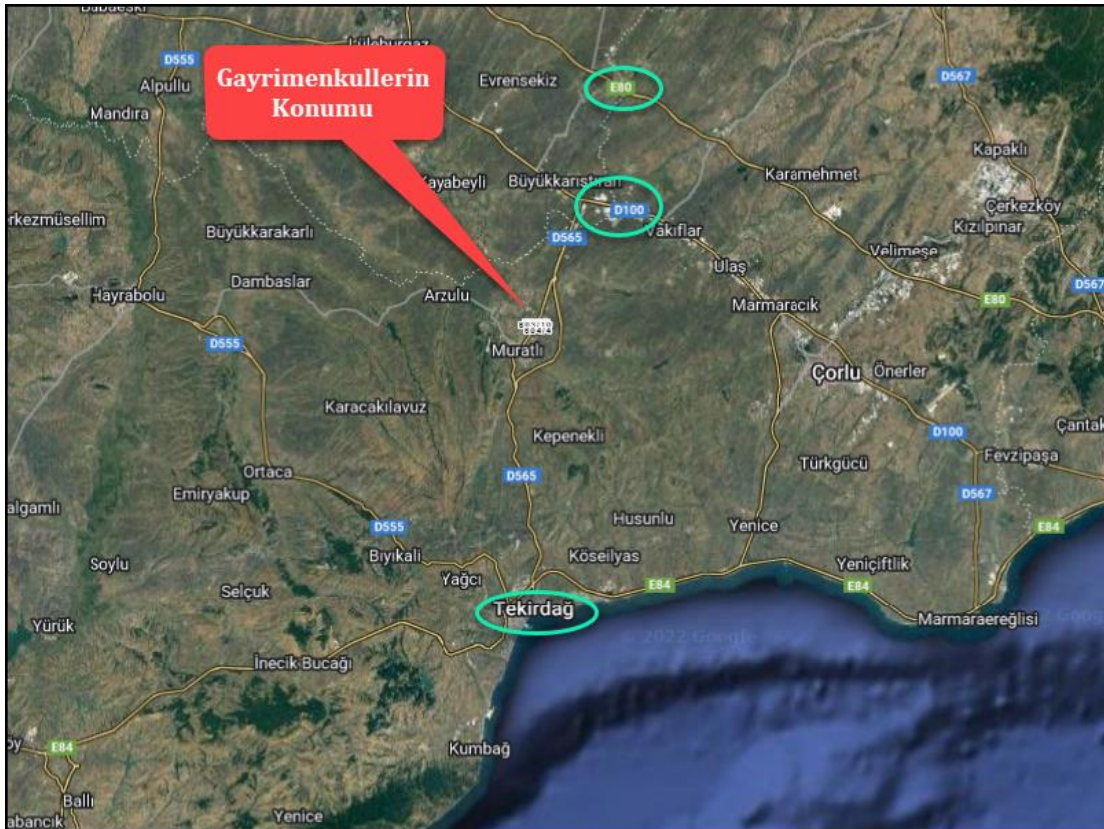 Babaeski
D555
Lüleburgaz
Gayrimenkullerin
Konumu
Evrensekiz
E80
D567
Alpullu
Mandıra
Kapaklı
Kayabeyli
Büyükkarıştıran
Karamehmet
Çerkezköy
D100
Kızılpınar
Vakıflar
Büyükkarakarlı
D565
Velimeşe
Ulaş
Dambaslar
Arzulu
D567
Hayrabolu
E80
Marmaracık
D555
Muratlı
Çorlu
Önerler
Karacakılavuz
D100
Kepenekli
Fevzipaşa
Türkgücü
Ortaca
D565
Emiryakup
D567
Husunlu
Yenice
D555
E84
Bıyıkali
Köseilyas
Soylu
Yağcı
Yeniçiftlik
E84
E84
Selçuk
Tekirdağ
Marmaraereğlisi
Yürük
© 2022 Google
İnecik Bucağı
E84
Kumbağ
Ballı
Yenice